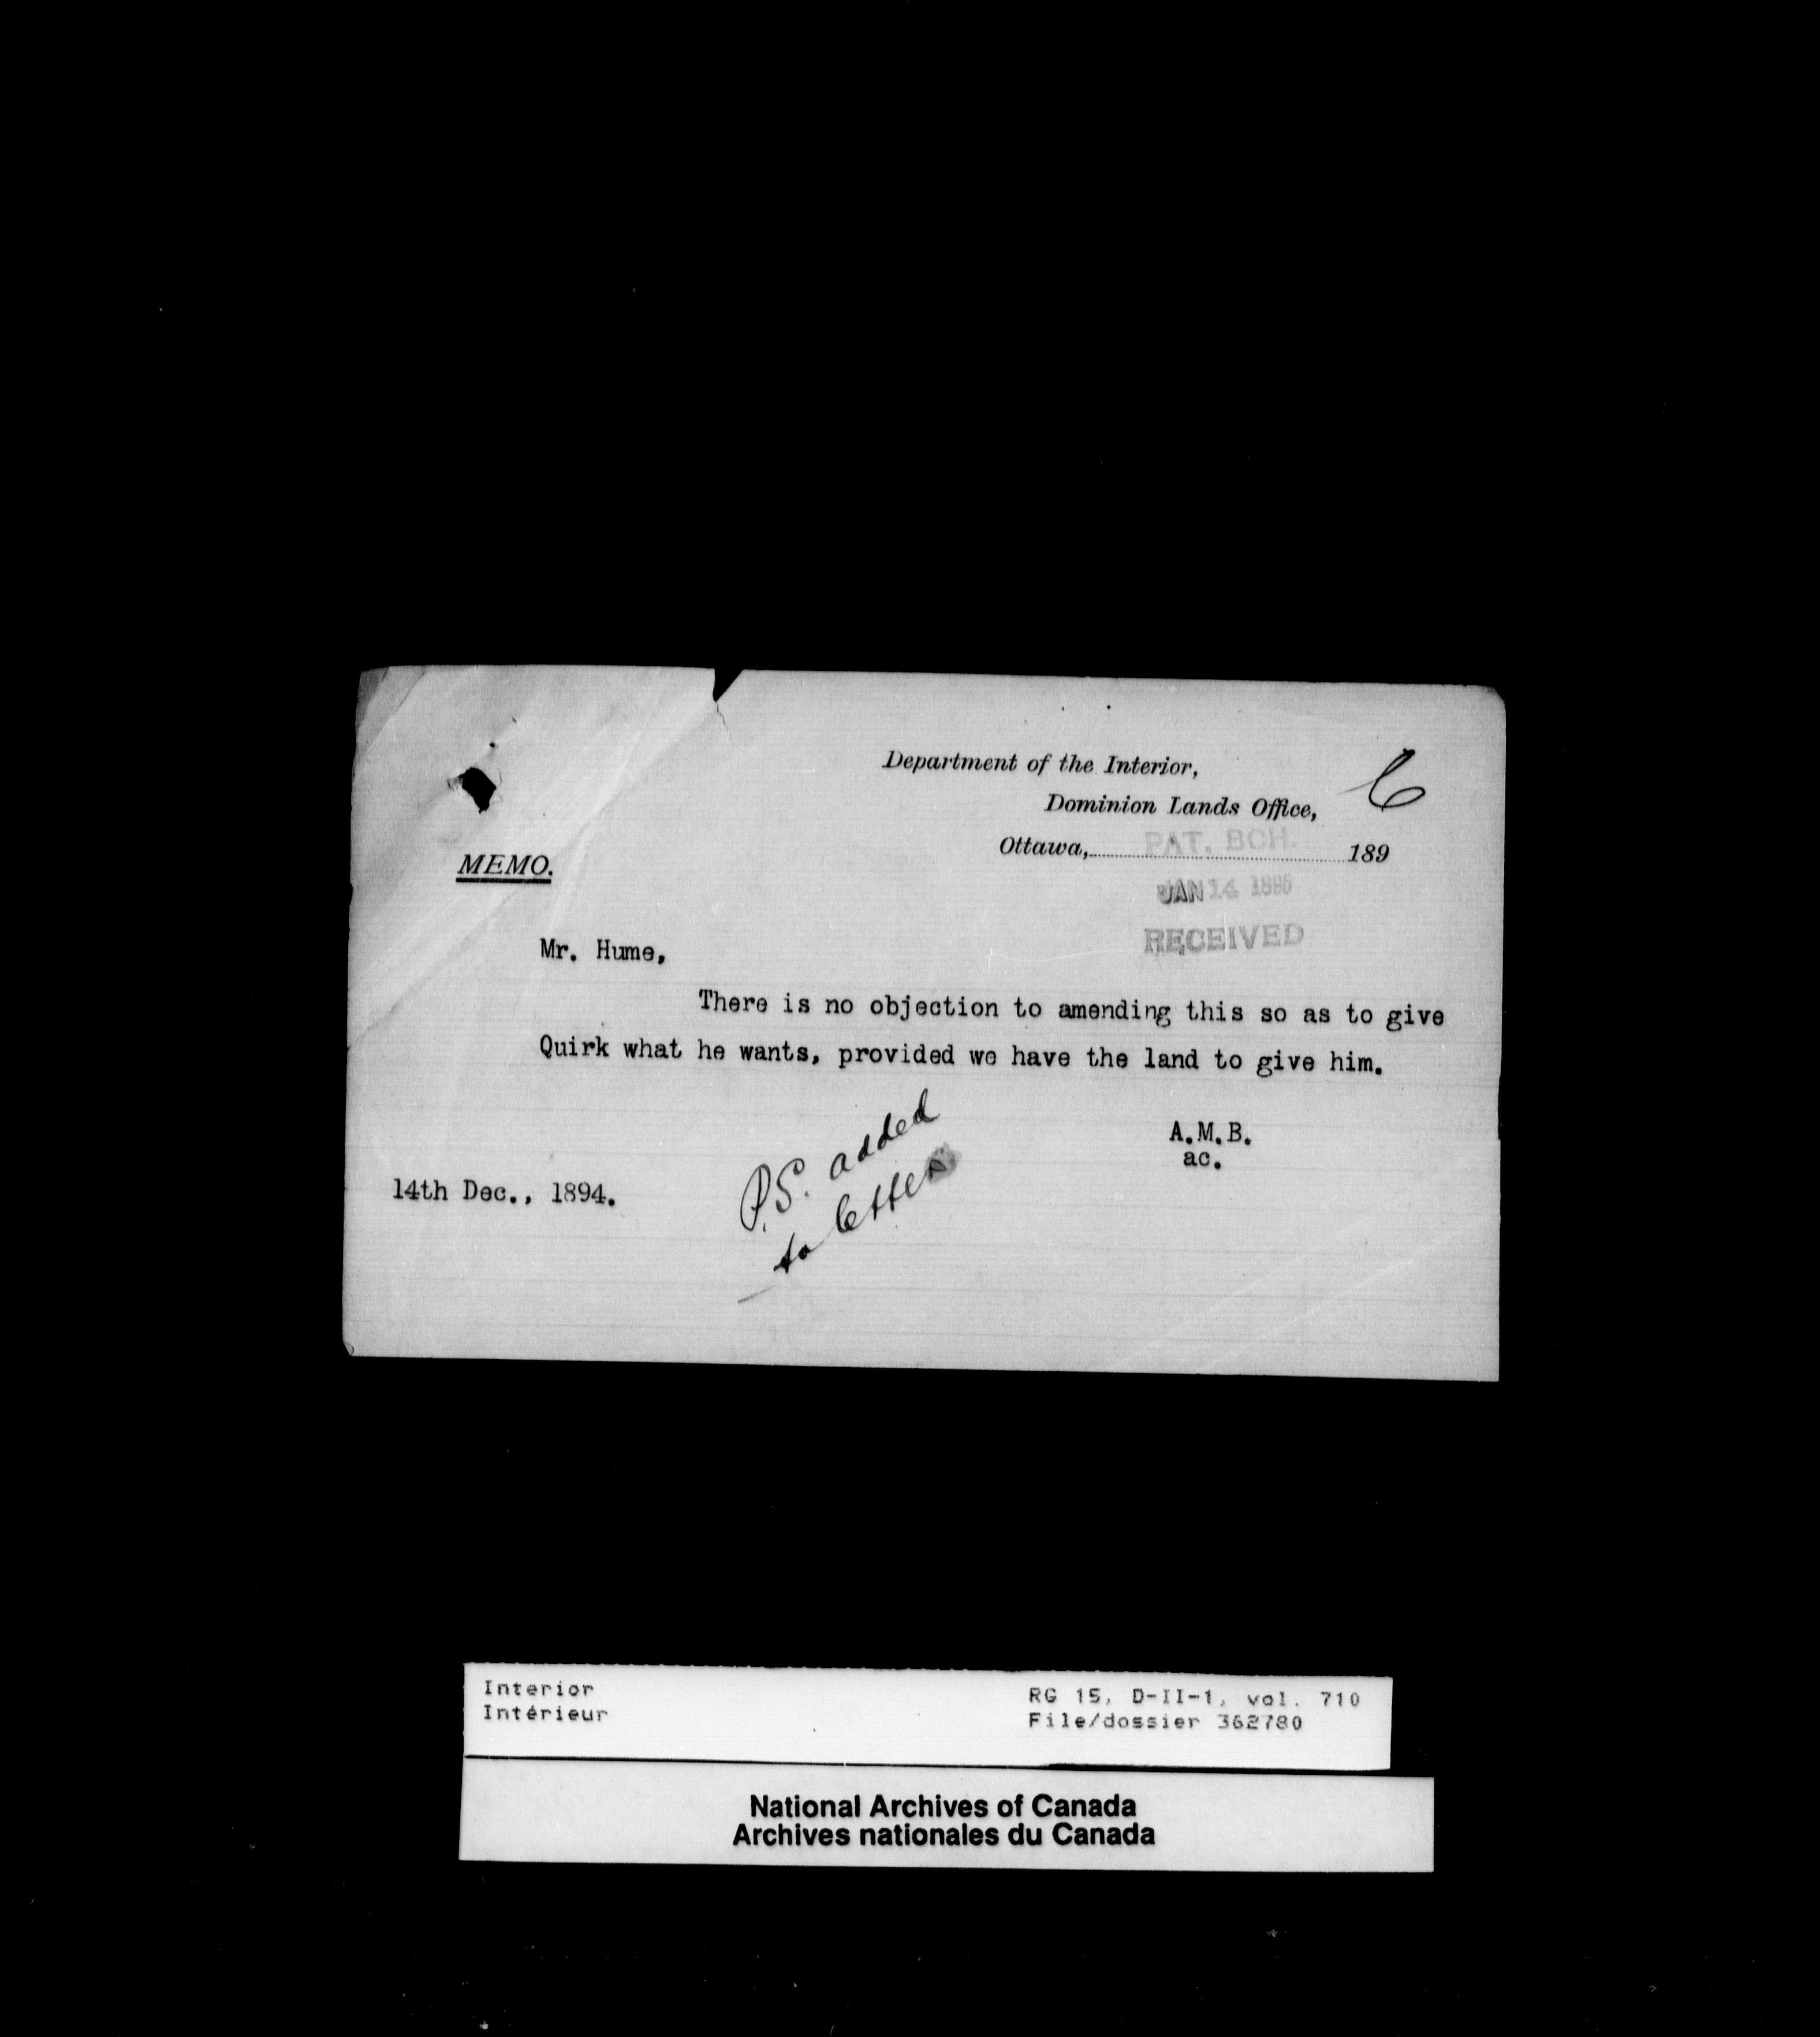 Department of the Interior,
Dominion Lands Office,
Ottawa, 189
PAT. BCH.
JAN 14 1895
RECEIVED
MEMO.
Mr. Hume,
There is no objection to amending this so as to give
Quirk what he wants, provided we have the land to give him.
A.M.B.
ac.
14th Dec., 1894.
P.S. added
to letter
Interior
Intérieur
RG 15, D-II-1, vol. 710
File/dossier 362780
National Archives of Canada
Archives nationales du Canada